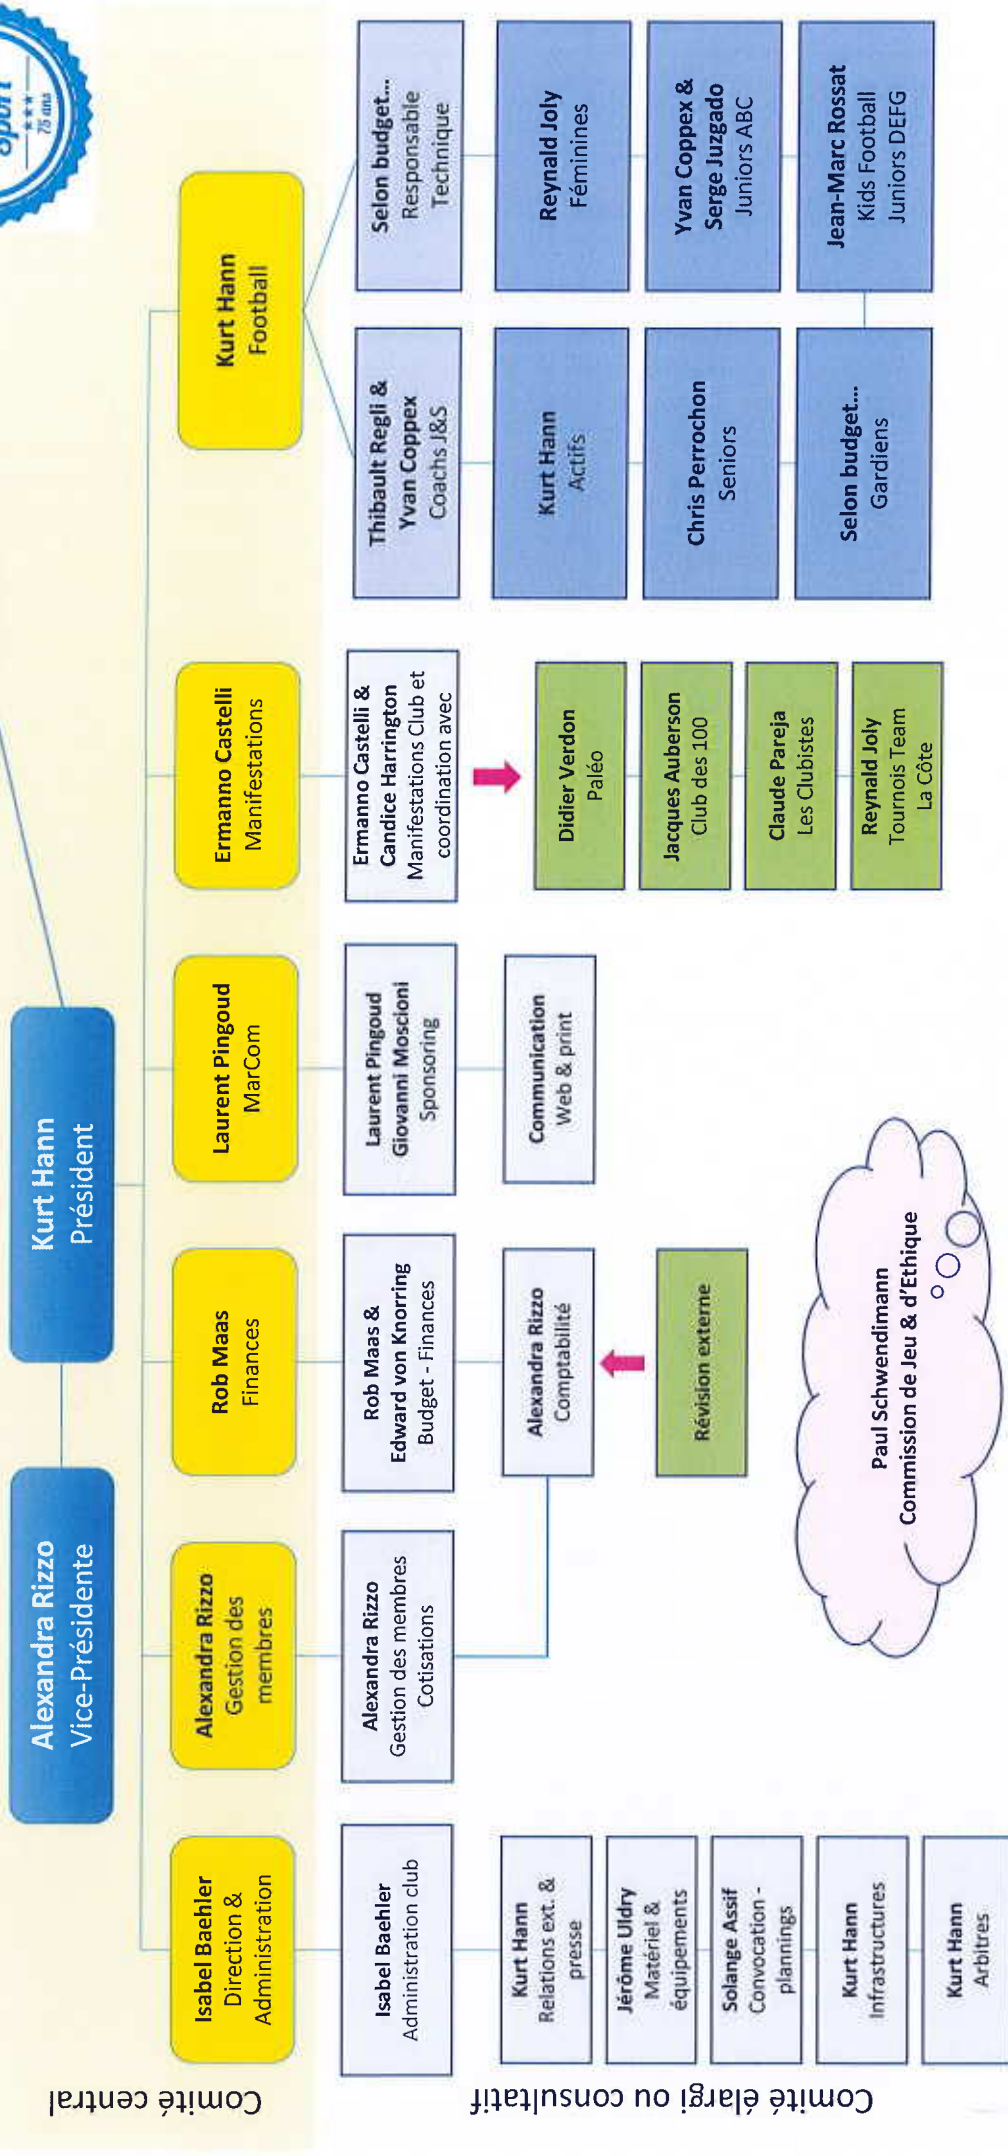 Sport
75 ans
Alexandra Rizzo
Vice-Présidente
Kurt Hann
Président
Comité central
Isabel Baehler
Direction &
Administration
Alexandra Rizzo
Gestion des
membres
Rob Maas
Finances
Laurent Pingoud
MarCom
Ermanno Castelli
Manifestations
Kurt Hann
Football
Comité élargi ou consultatif
Isabel Baehler
Administration club
Kurt Hann
Relations ext. &
presse
Jérôme Uldry
Matériel &
équipements
Solange Assif
Convocation -
plannings
Kurt Hann
Infrastructures
Kurt Hann
Arbitres
Alexandra Rizzo
Gestion des membres
Cotisations
Rob Maas &
Edward von Knorring
Budget - Finances
Alexandra Rizzo
Comptabilité
Révision externe
Laurent Pingoud
Giovanni Moscioni
Sponsoring
Communication
Web & print
Ermanno Castelli &
Candice Harrington
Manifestations Club et
coordination avec
Didier Verdon
Paléo
Jacques Auberson
Club des 100
Claude Pareja
Les Clubistes
Reynald Joly
Tournois Team
La Côte
Thibault Regli &
Yvan Coppex
Coachs J&S
Selon budget...
Responsable
Technique
Kurt Hann
Actifs
Reynald Joly
Féminines
Chris Perrochon
Seniors
Yvan Coppex &
Serge Juzgado
Juniors ABC
Selon budget...
Gardiens
Jean-Marc Rossat
Kids Football
Juniors DEFG
Paul Schwendimann
Commission de Jeu & d'Ethique